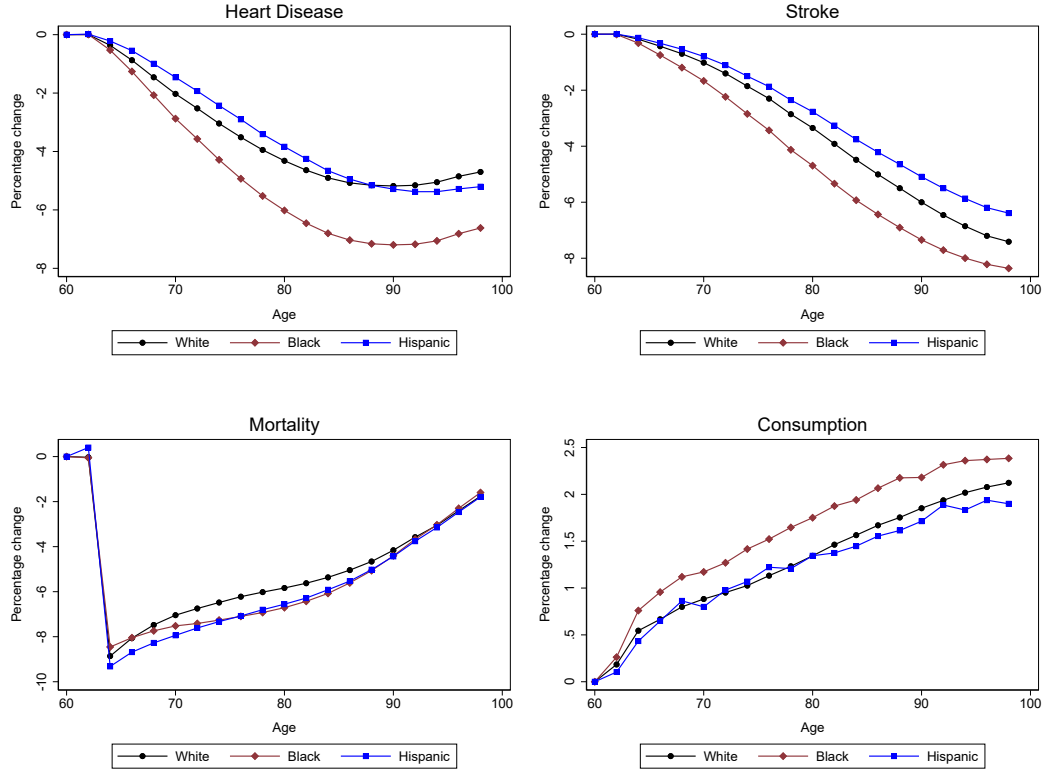 Heart Disease
Percentage change
0
-2
-4
-6
-8
60 70 80 90 100
Age
White Black Hispanic
Stroke
Percentage change
0
-2
-4
-6
-8
60 70 80 90 100
Age
White Black Hispanic
Mortality
Percentage change
0
-2
-4
-6
-8
-10
60 70 80 90 100
Age
White Black Hispanic
Consumption
Percentage change
2.5
2
1.5
1
.5
0
60 70 80 90 100
Age
White Black Hispanic